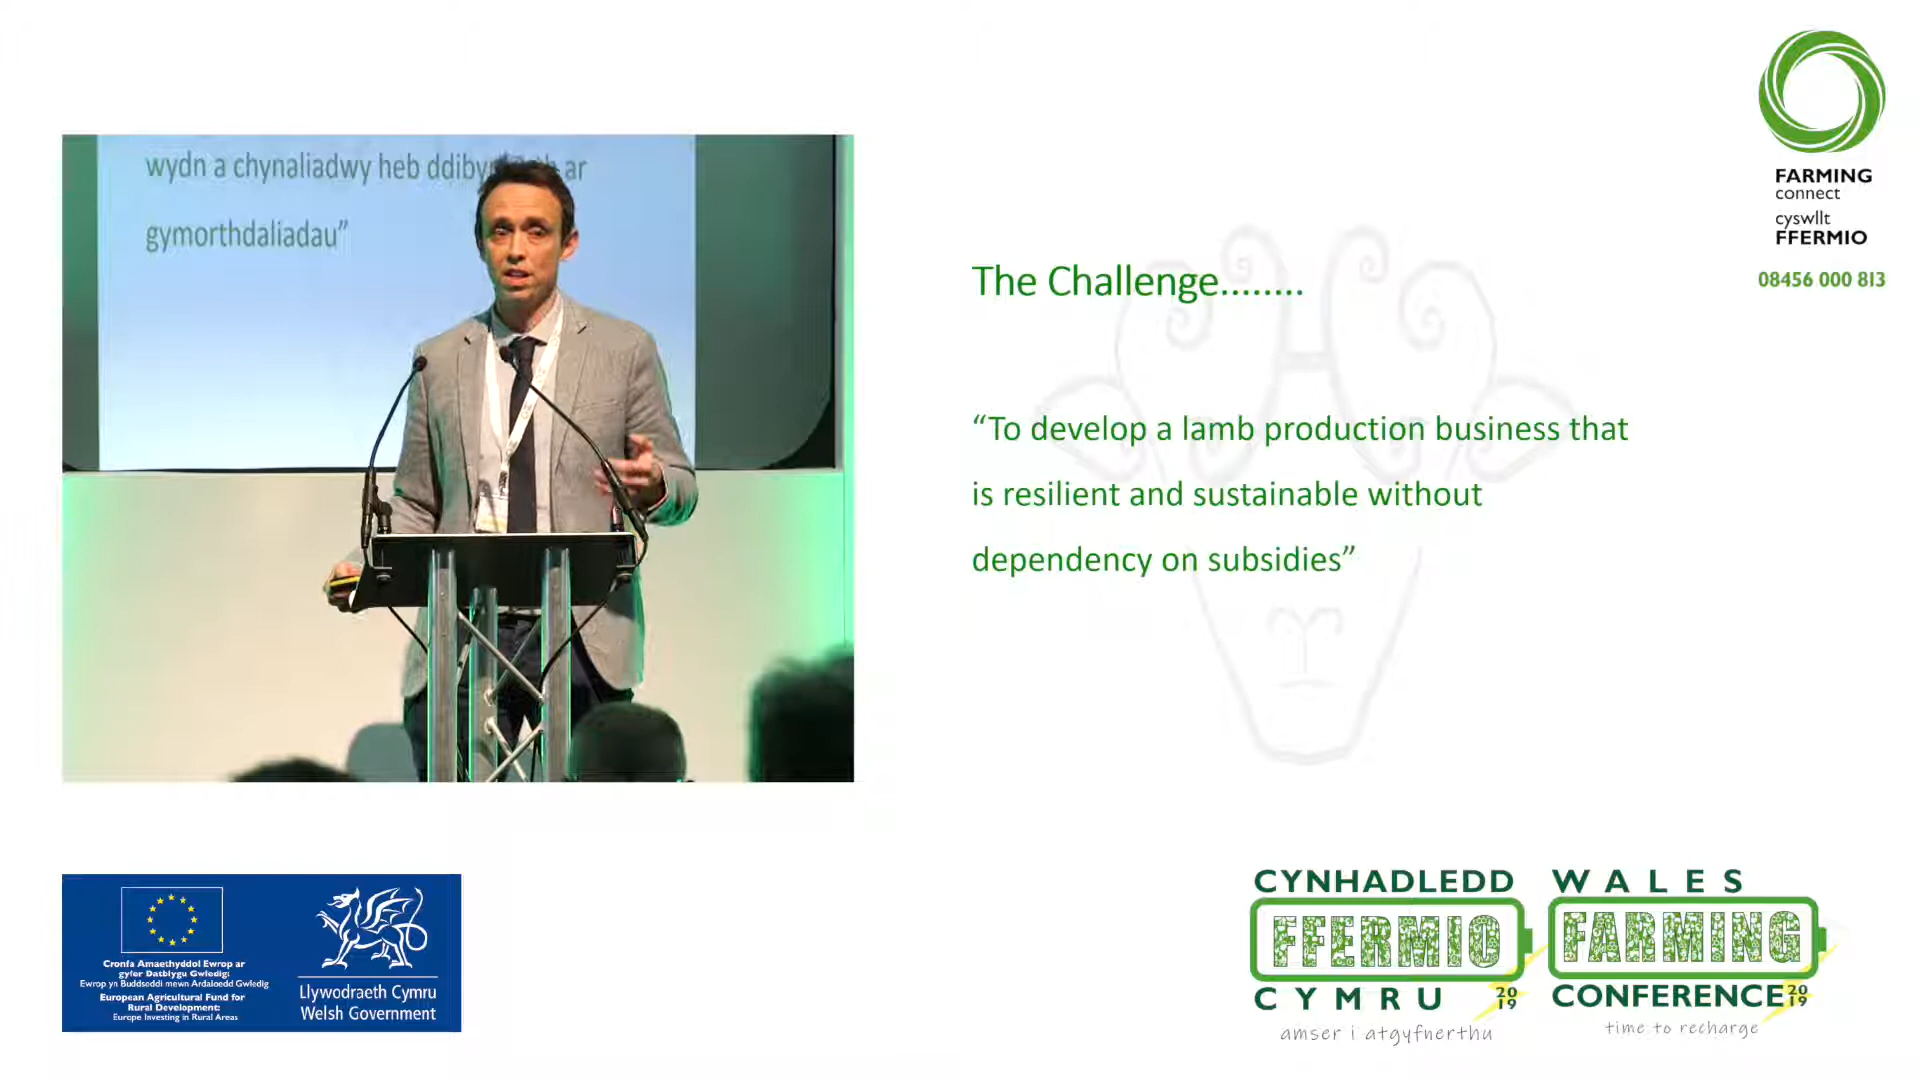 wydn a chynaliadwy heb ar
gymorthdaliadau”
The Challenge........
“To develop a lamb production business that
is resilient and sustainable without
dependency on subsidies”
FARMING
connect
cyswllt
FFERMIO
08456 000 813
Cronfa Amaethyddol Ewrop ar
gyfer Datblygu Gwledig:
Ewrop yn Buddsoddi mewn Ardaloedd Gwledig
European Agricultural Fund for
Rural Development:
Europe Investing in Rural Areas
Llywodraeth Cymru
Welsh Government
CYNHADLEDD
FFERMIO
CYMRU 2019
amser i atgyfnerthu
WALES
FARMING
CONFERENCE 2019
time to recharge